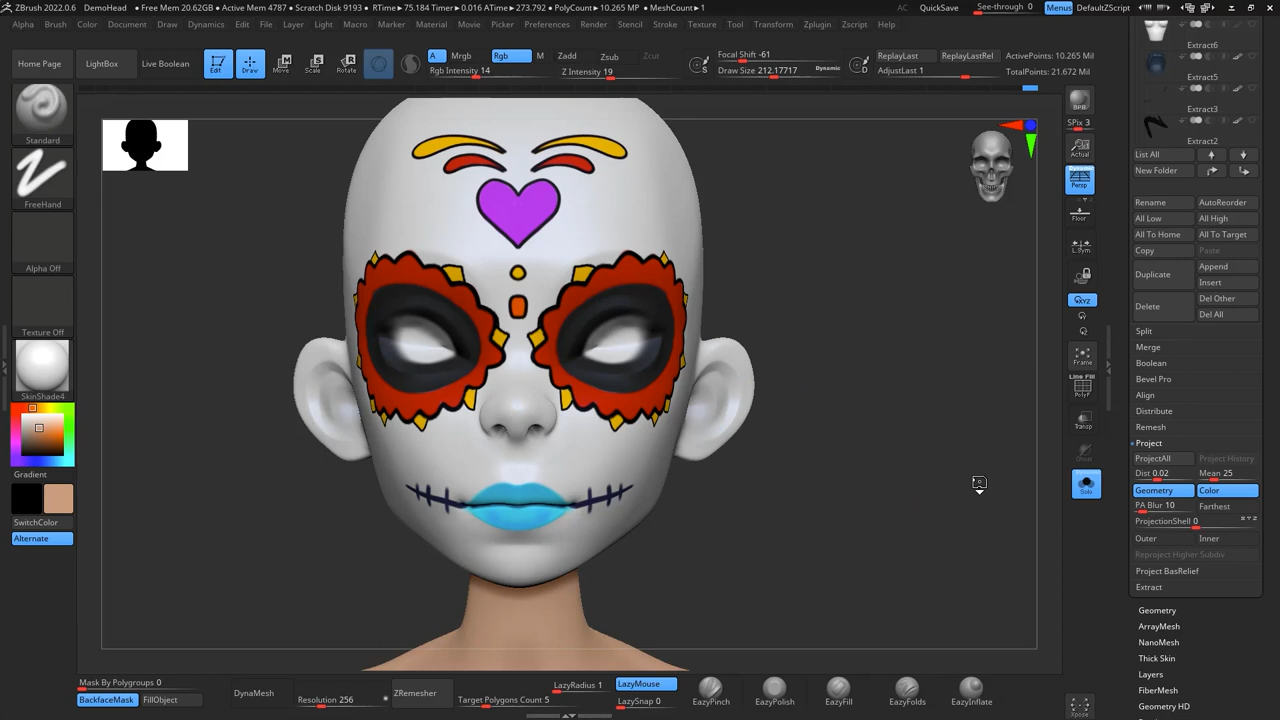 ZBrush 2022.0.6 DemoHead • Free Mem 20.62GB • Active Mem 4787 • Scratch Disk 9193 • RTime▸ 75.184 Timer▸ 0.016 ATime▸ 273.792 • PolyCount▸ 10.265 MP • MeshCount▸ 1 AC QuickSave See-through 0 Menus DefaultZScript
Alpha Brush Color Document Draw Dynamics Edit File Layer Light Macro Marker Material Movie Picker Preferences Render Stencil Stroke Texture Tool Transform Zplugin Zscript Help
Home Page LightBox Live Boolean Edit Draw Move Scale Rotate
A Mrgb Rgb M Zadd Zsub Zcut
Rgb Intensity 14 Z Intensity 19
Focal Shift -61
Draw Size 212.17717 Dynamic
S D
ReplayLast ReplayLastRel
AdjustLast 1
ActivePoints: 10.265 Mil
TotalPoints: 21.672 Mil
Standard
FreeHand
Alpha Off
Texture Off
SkinShade4
Gradient
SwitchColor
Alternate
BPR
SPix 3
Actual
Dynamic
Persp
Floor
L.Sym
XYZ
Frame
Line Fill
Transp
Solo
Xpose
Extract6
Extract5
Extract3
Extract2
List All
New Folder
Rename AutoReorder
All Low All High
All To Home All To Target
Copy Paste
Duplicate Append
Insert
Delete Del Other
Del All
Split
Merge
Boolean
Bevel Pro
Align
Distribute
Remesh
Project
ProjectAll Project History
Dist 0.02 Mean 25
Geometry Color
PA Blur 10 Farthest
ProjectionShell 0
Outer Inner
Reproject Higher Subdiv
Project BasRelief
Extract
Geometry
ArrayMesh
NanoMesh
Thick Skin
Layers
FiberMesh
Geometry HD
Mask By Polygroups 0
BackfaceMask FillObject
DynaMesh
Resolution 256
ZRemesher
LazyRadius 1
Target Polygons Count 5
LazyMouse
LazySnap 0
EazyPinch EazyPolish EazyFill EazyFolds EazyInflate